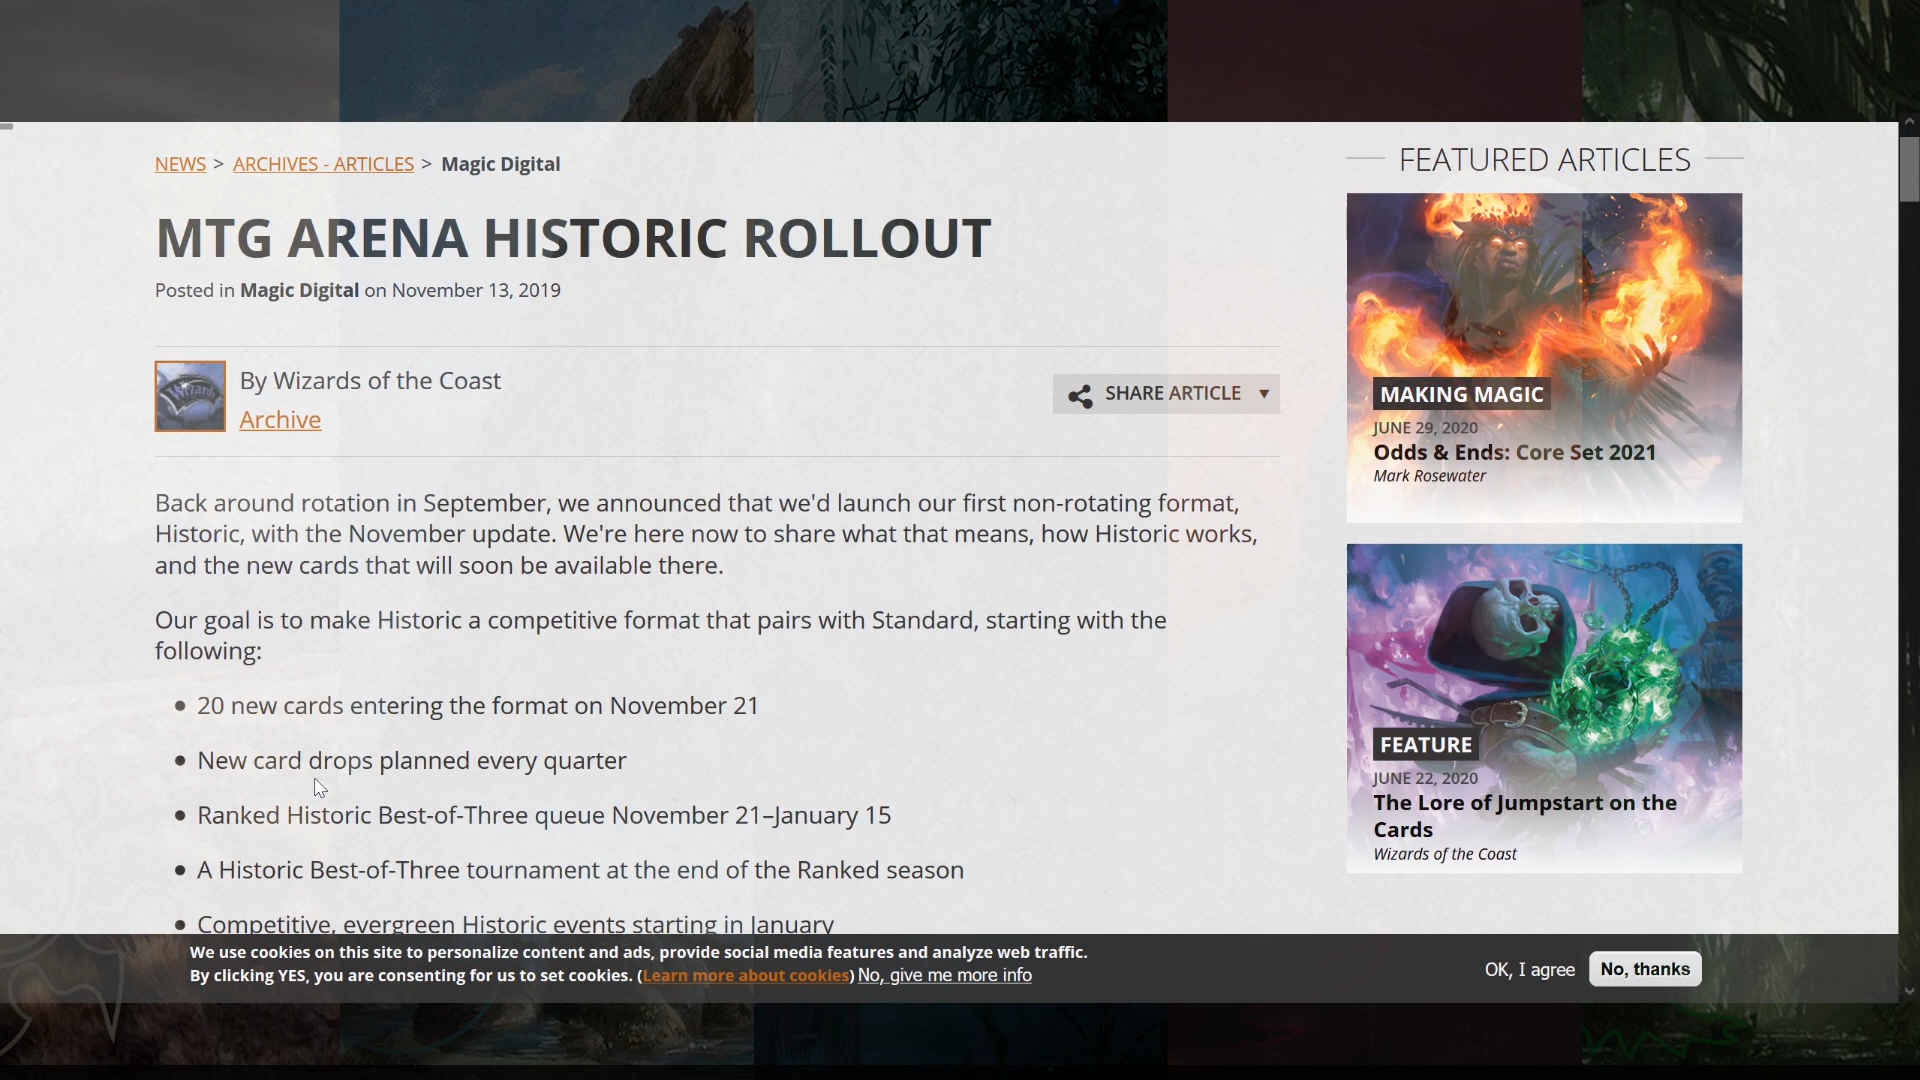 NEWS > ARCHIVES - ARTICLES > Magic Digital
MTG ARENA HISTORIC ROLLOUT
Posted in Magic Digital on November 13, 2019
By Wizards of the Coast
Archive
SHARE ARTICLE
Back around rotation in September, we announced that we'd launch our first non-rotating format,
Historic, with the November update. We're here now to share what that means, how Historic works,
and the new cards that will soon be available there.
Our goal is to make Historic a competitive format that pairs with Standard, starting with the
following:
• 20 new cards entering the format on November 21
• New card drops planned every quarter
• Ranked Historic Best-of-Three queue November 21–January 15
• A Historic Best-of-Three tournament at the end of the Ranked season
• Competitive, evergreen Historic events starting in January
FEATURED ARTICLES
MAKING MAGIC
JUNE 29, 2020
Odds & Ends: Core Set 2021
Mark Rosewater
FEATURE
JUNE 22, 2020
The Lore of Jumpstart on the
Cards
Wizards of the Coast
We use cookies on this site to personalize content and ads, provide social media features and analyze web traffic.
By clicking YES, you are consenting for us to set cookies. (Learn more about cookies) No, give me more info
OK, I agree
No, thanks